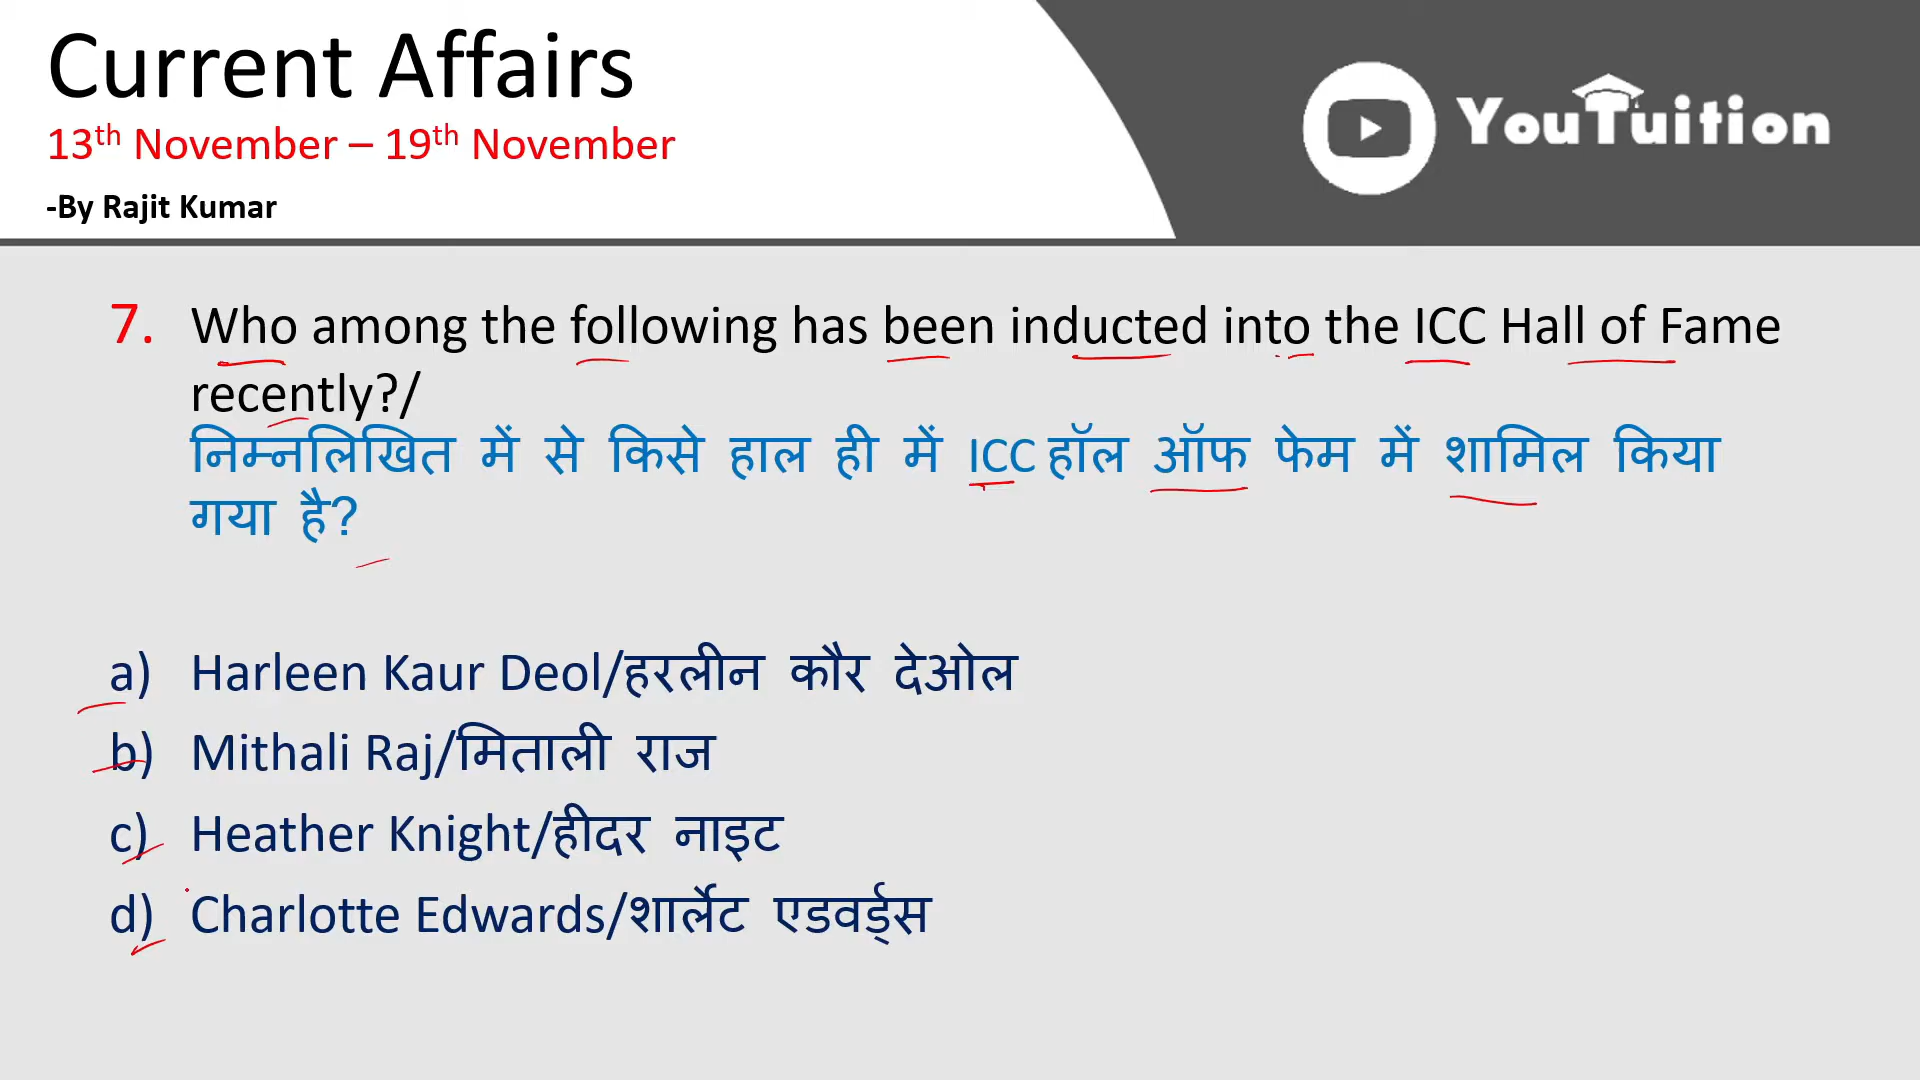 Current Affairs
13th November – 19th November
-By Rajit Kumar
YouTuition
7. Who among the following has been inducted into the ICC Hall of Fame
recently?/
निम्नलिखित में से किसे हाल ही में ICC हॉल ऑफ फेम में शामिल किया
गया है?
a) Harleen Kaur Deol/हरलीन कौर देओल
b) Mithali Raj/मिताली राज
c) Heather Knight/हीदर नाइट
d) Charlotte Edwards/शार्लेट एडवर्ड्स